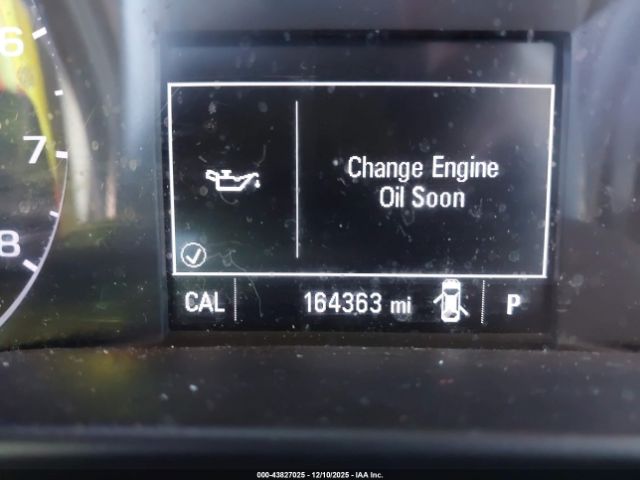 6
7
8
Change Engine
Oil Soon
CAL 164363 mi P
000-43827025 - 12/10/2025 - IAA Inc.